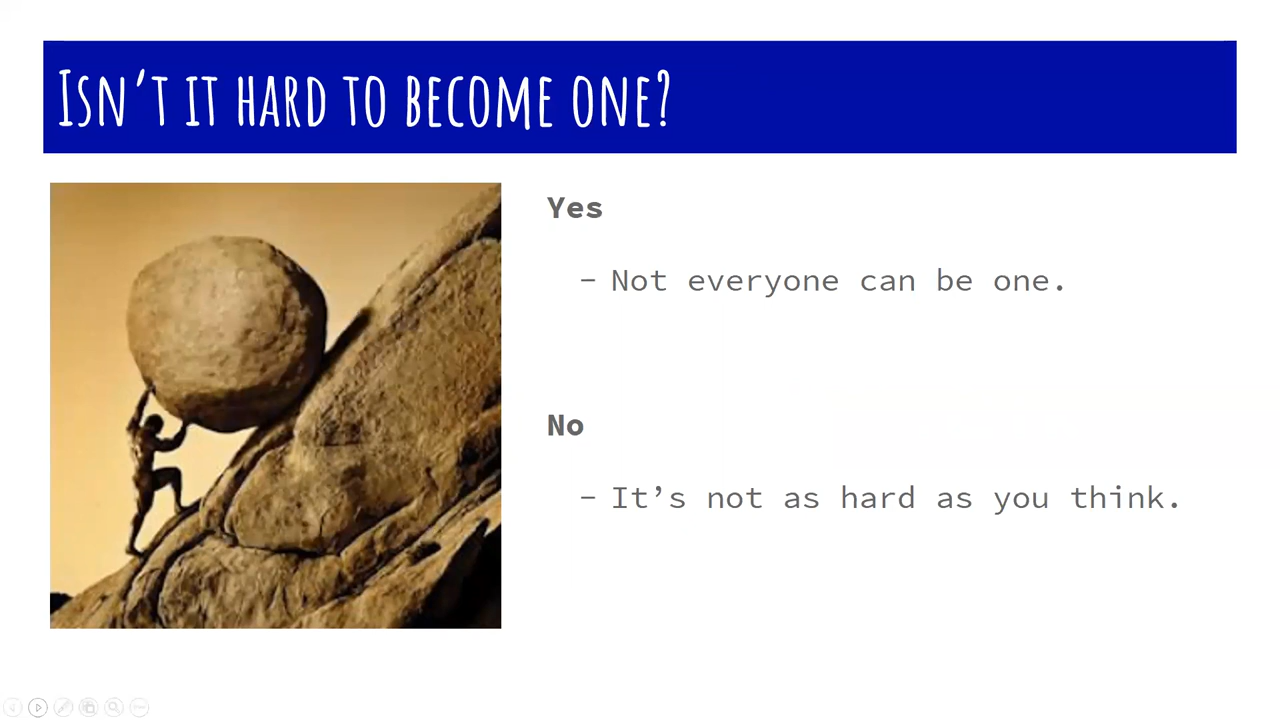 Isn’t it hard to become one?
Yes
- Not everyone can be one.
No
- It’s not as hard as you think.